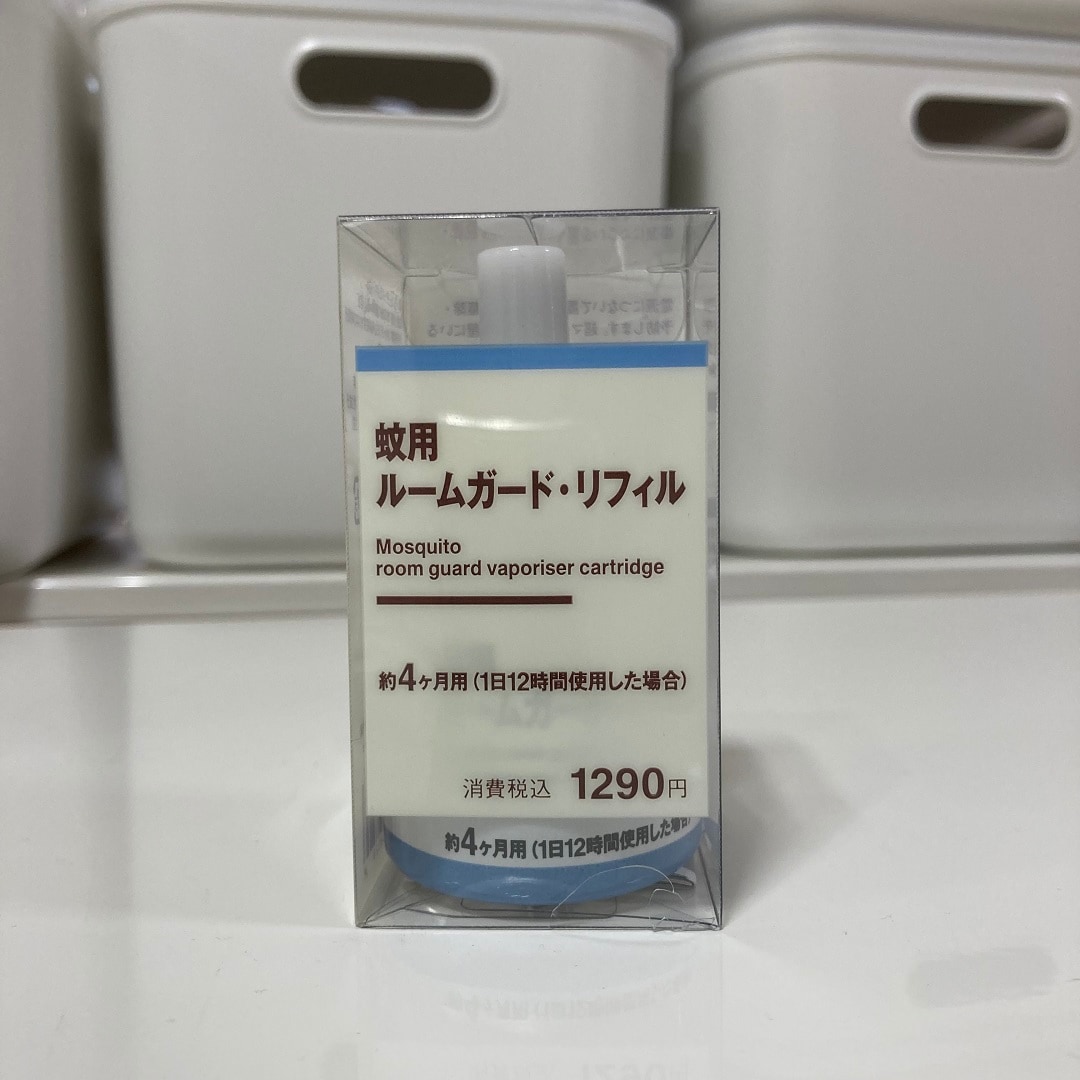 蚊用
ルームガード・リフィル
Mosquito
room guard vaporiser cartridge
約4ヶ月用(1日12時間使用した場合)
消費税込 1290円
約4ヶ月用(1日12時間使用した場合)